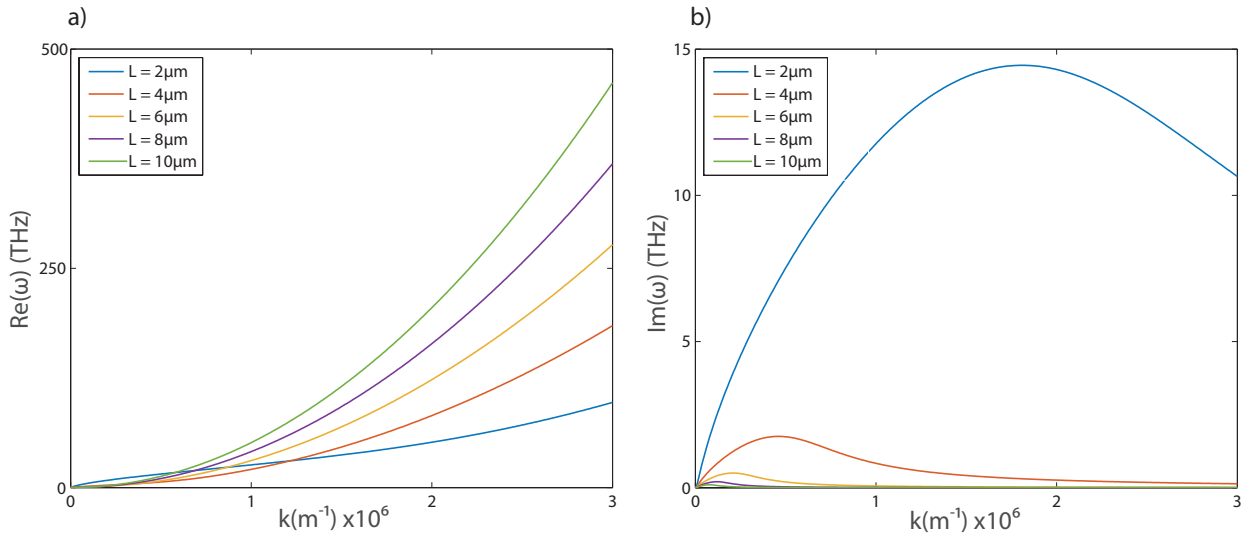 a)
500
L = 2μm
L = 4μm
L = 6μm
L = 8μm
L = 10μm
250
0
Re(ω) (THz)
0
1
2
3
k(m⁻¹) x10⁶
b)
15
L = 2μm
L = 4μm
L = 6μm
L = 8μm
L = 10μm
10
5
0
Im(ω) (THz)
0
1
2
3
k(m⁻¹) x10⁶